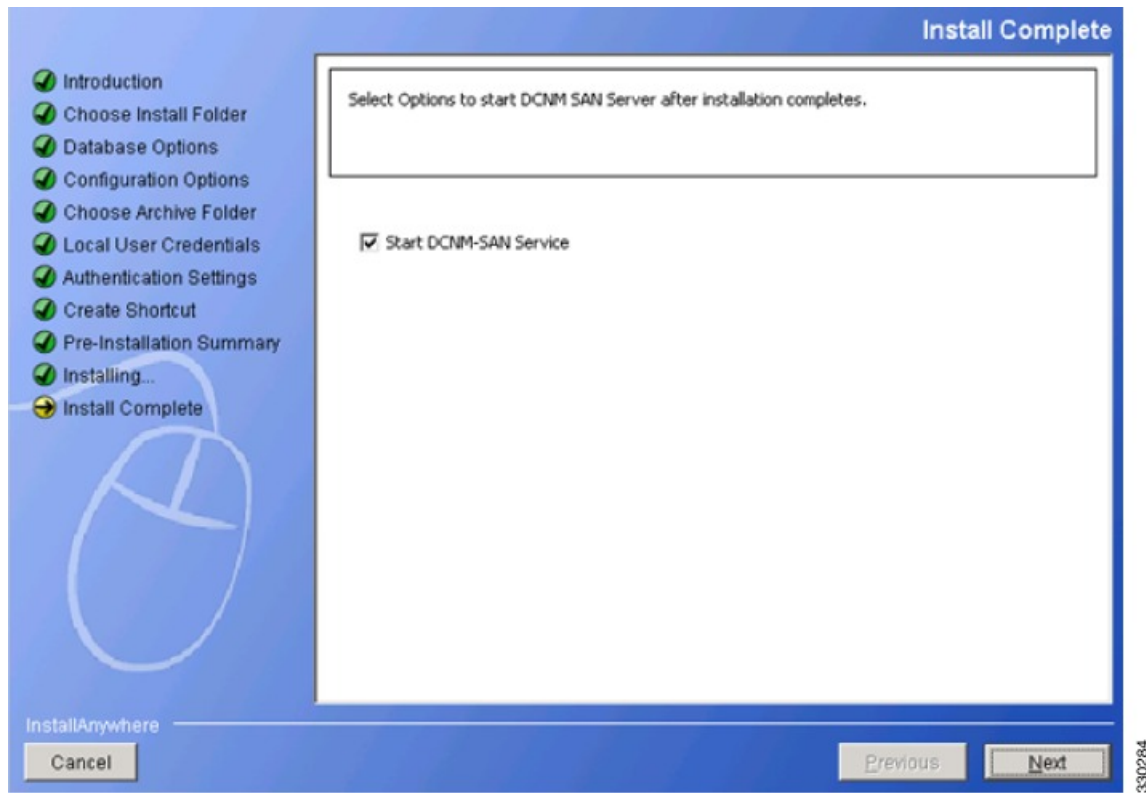 Install Complete
Introduction
Choose Install Folder
Database Options
Configuration Options
Choose Archive Folder
Local User Credentials
Authentication Settings
Create Shortcut
Pre-Installation Summary
Installing...
Install Complete
Select Options to start DCNM SAN Server after installation completes.
Start DCNM-SAN Service
InstallAnywhere
Cancel
Previous
Next
330284